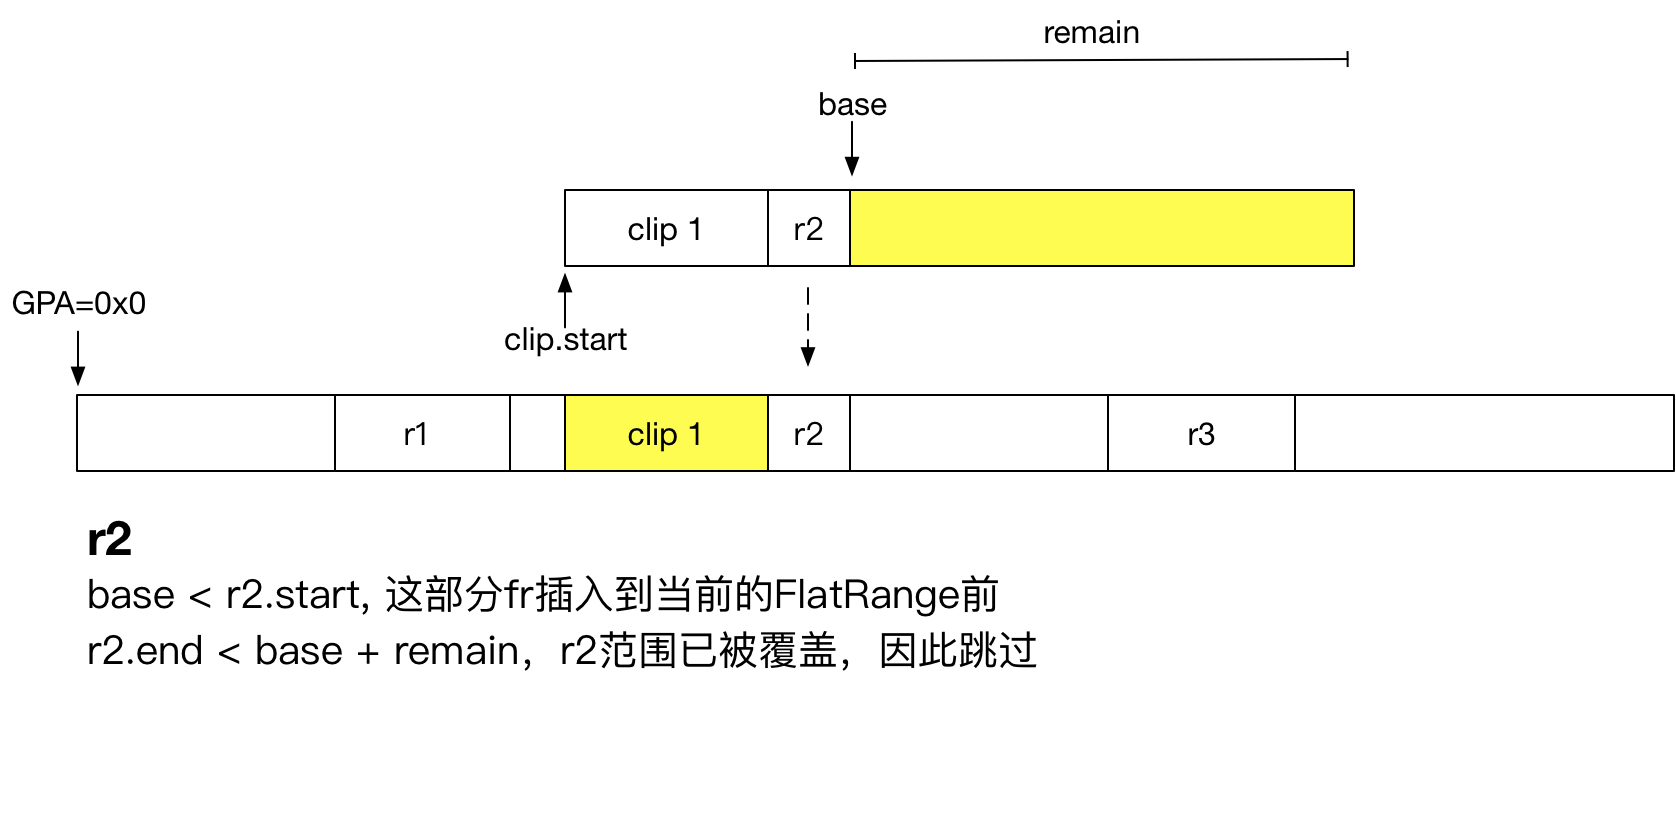 remain
base
clip 1
r2
GPA=0x0
clip.start
r1
clip 1
r2
r3
r2
base < r2.start, 这部分fr插入到当前的FlatRange前
r2.end < base + remain，r2范围已被覆盖，因此跳过